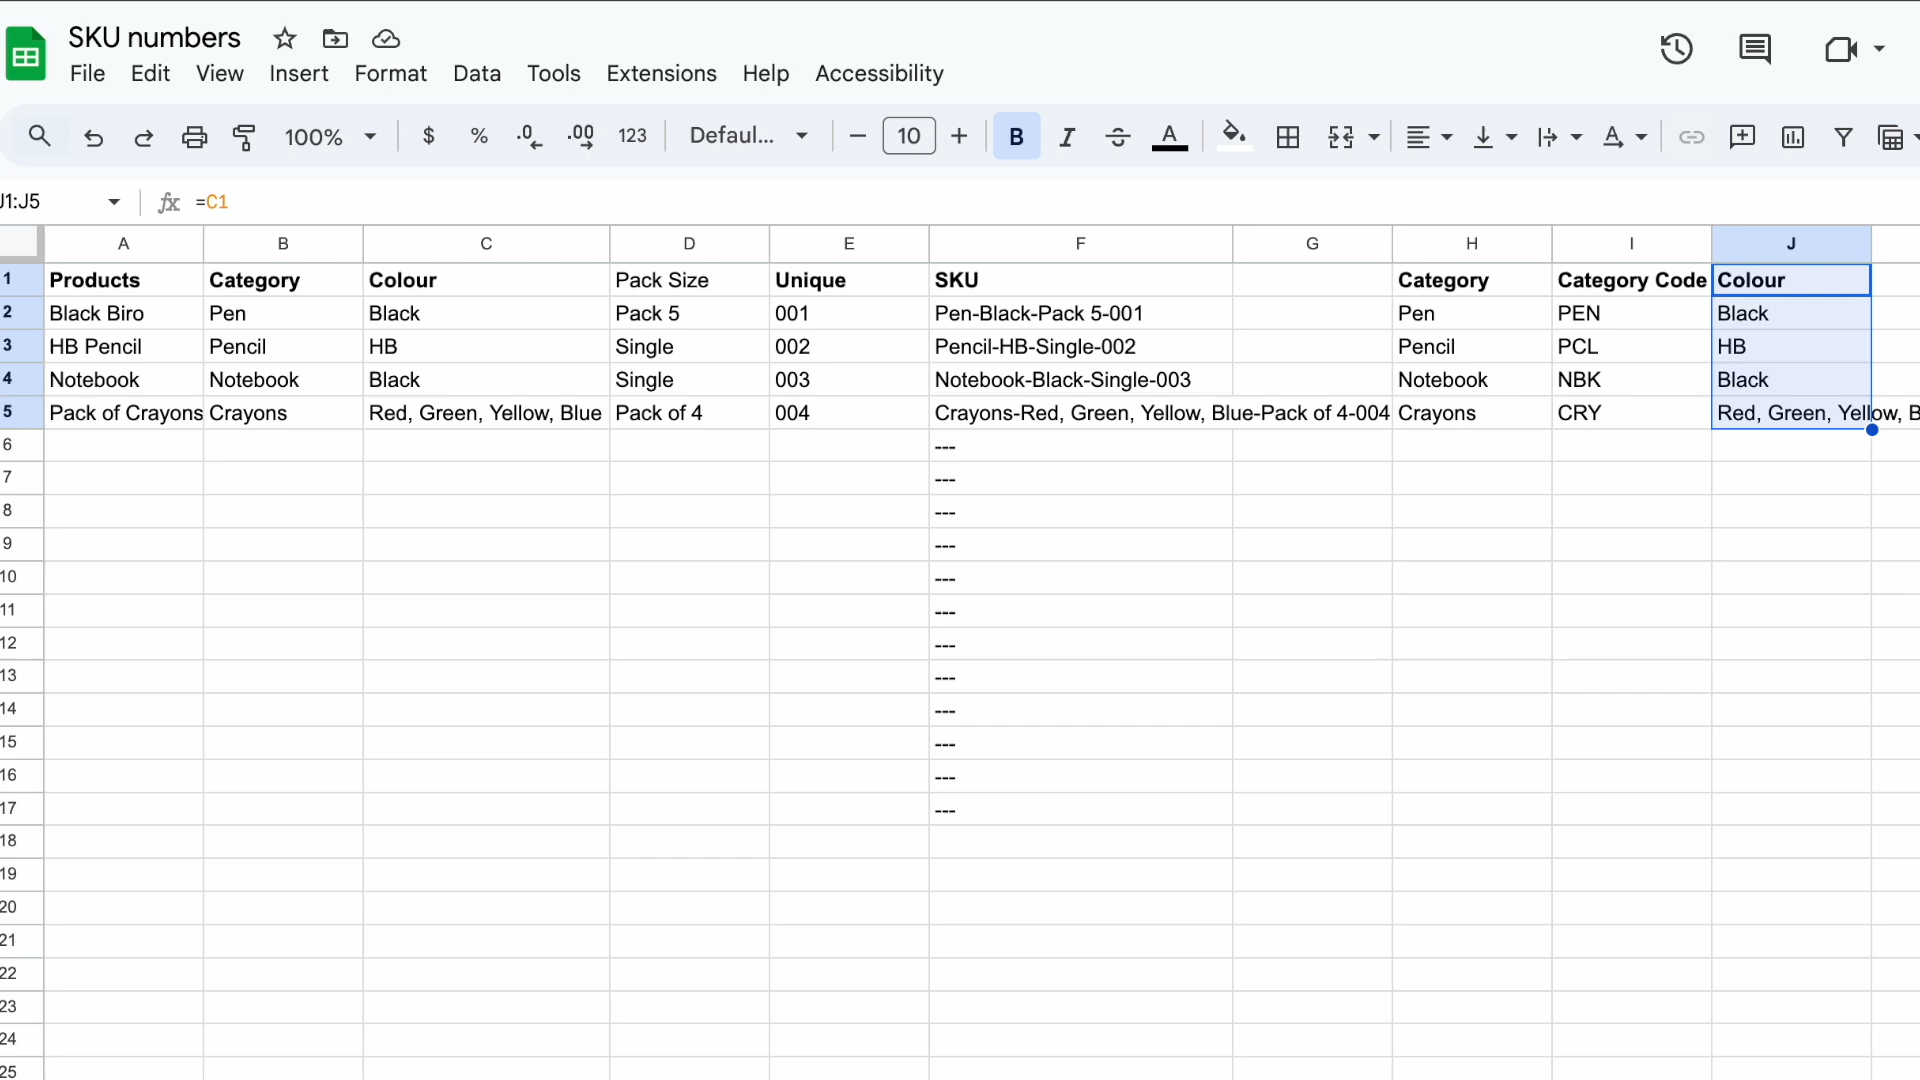 SKU numbers
File Edit View Insert Format Data Tools Extensions Help Accessibility
100% $ % .0 .00 123 Defaul... 10 B I S A
J1:J5 fx =C1
A B C D E F G H I J
1 Products Category Colour Pack Size Unique SKU Category Category Code Colour
2 Black Biro Pen Black Pack 5 001 Pen-Black-Pack 5-001 Pen PEN Black
3 HB Pencil Pencil HB Single 002 Pencil-HB-Single-002 Pencil PCL HB
4 Notebook Notebook Black Single 003 Notebook-Black-Single-003 Notebook NBK Black
5 Pack of Crayons Crayons Red, Green, Yellow, Blue Pack of 4 004 Crayons-Red, Green, Yellow, Blue-Pack of 4-004 Crayons CRY Red, Green, Yellow, B
6 ---
7 ---
8 ---
9 ---
10 ---
11 ---
12 ---
13 ---
14 ---
15 ---
16 ---
17 ---
18
19
20
21
22
23
24
25